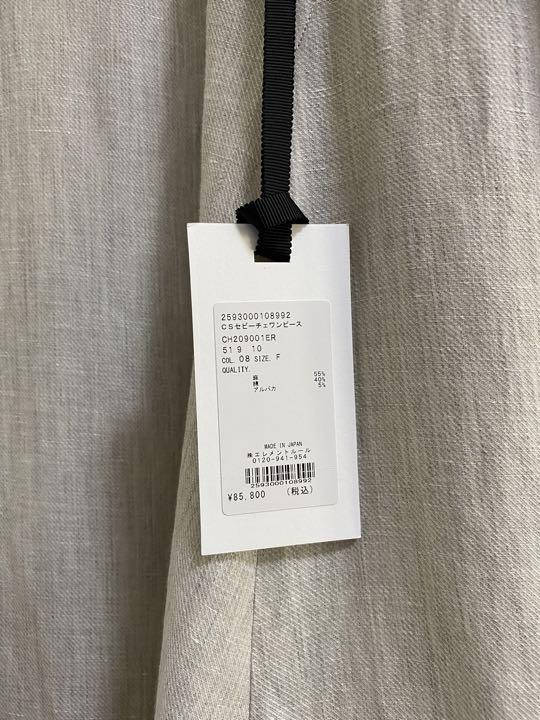 2593000108992
CSセビーチェワンピース
CH209001ER
51 9 10
COL. 08 SIZE. F
QUALITY.
麻 55%
40%
アルパカ 5%
MADE IN JAPAN
㈱エレメントルール
0120-941-954
2593000108992
¥85,800 (税込)